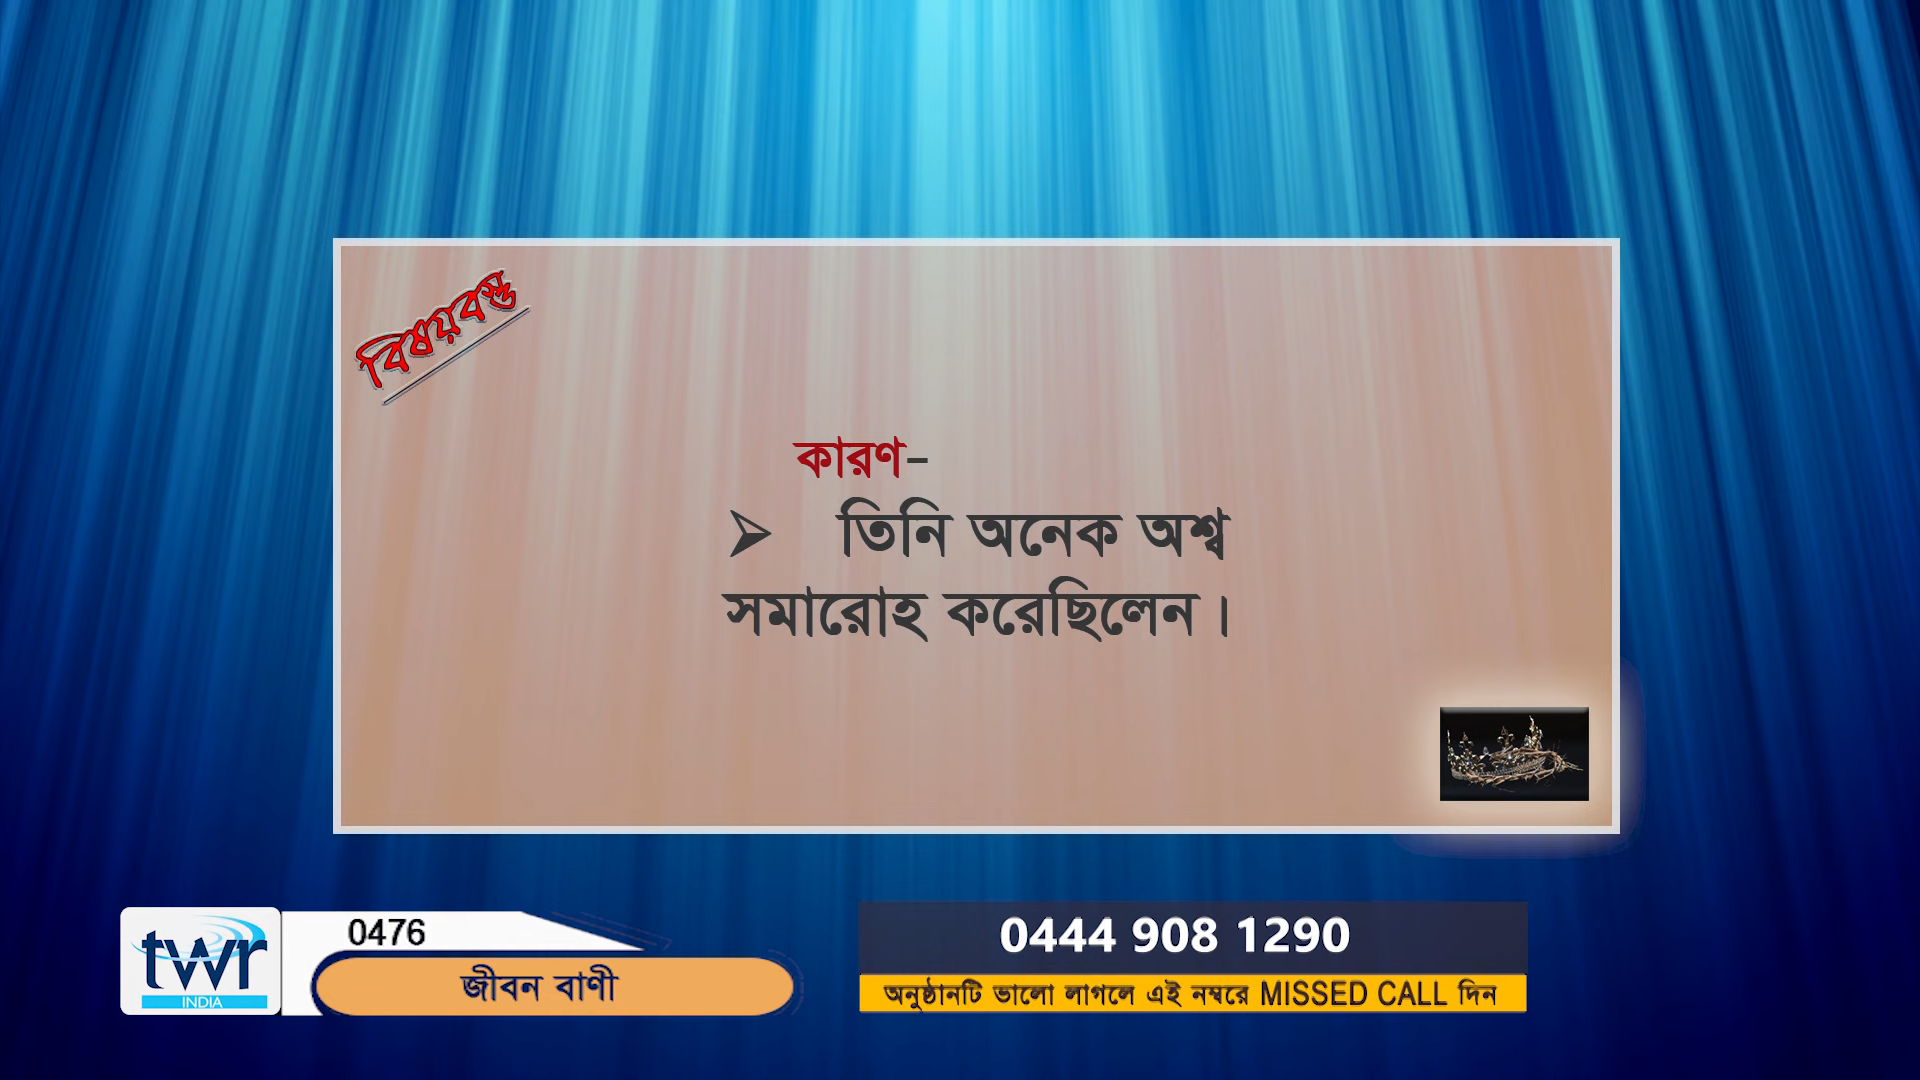 বিষয়বস্তু
কারণ-
➢ তিনি অনেক অশ্ব
সমারোহ করেছিলেন।
twr
INDIA
0476
জীবন বাণী
0444 908 1290
অনুষ্ঠানটি ভালো লাগলে এই নম্বরে MISSED CALL দিন